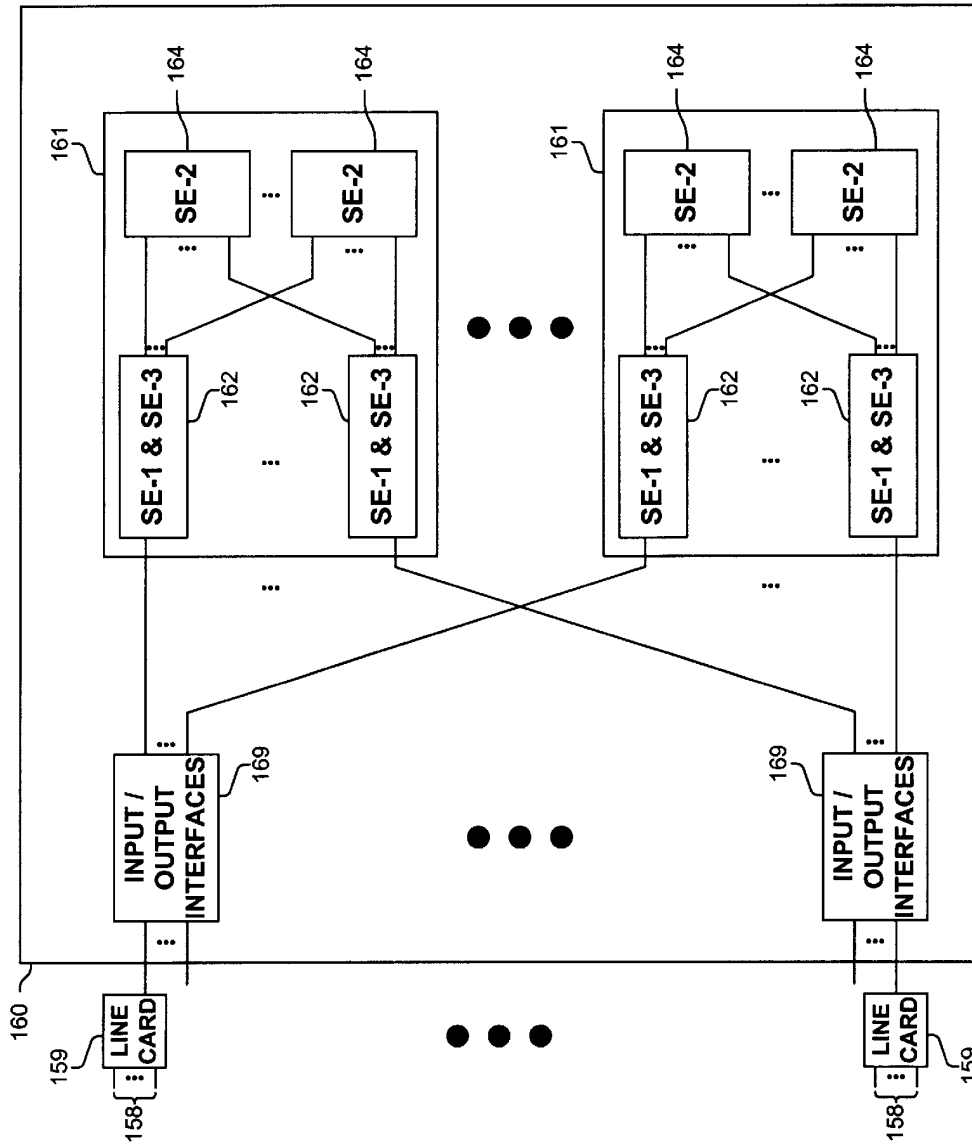 164
164
164
164
161
161
SE-2
SE-2
SE-2
SE-2
...
...
...
...
...
...
SE-1 & SE-3
162
SE-1 & SE-3
162
SE-1 & SE-3
162
SE-1 & SE-3
162
INPUT /
OUTPUT
INTERFACES
169
INPUT /
OUTPUT
INTERFACES
169
160
LINE
CARD
159
158
LINE
CARD
159
158